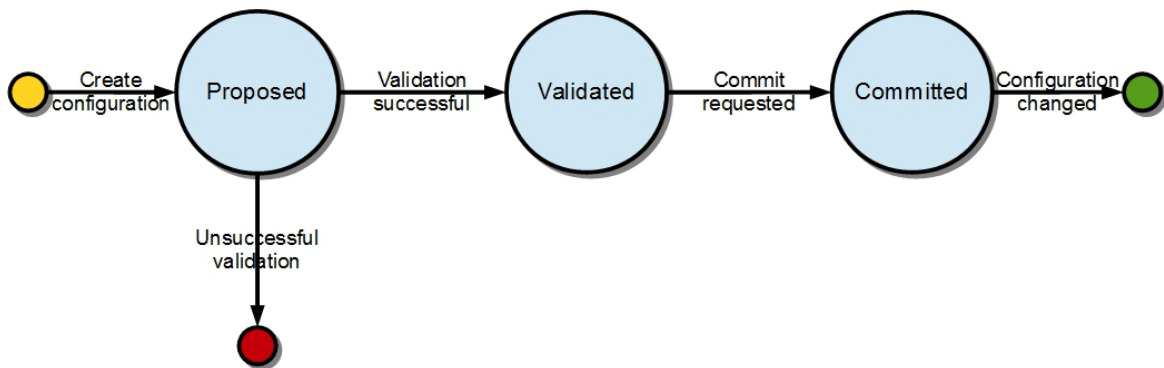 Create
configuration
Proposed
Validation
successful
Validated
Commit
requested
Committed
Configuration
changed
Unsuccessful
validation